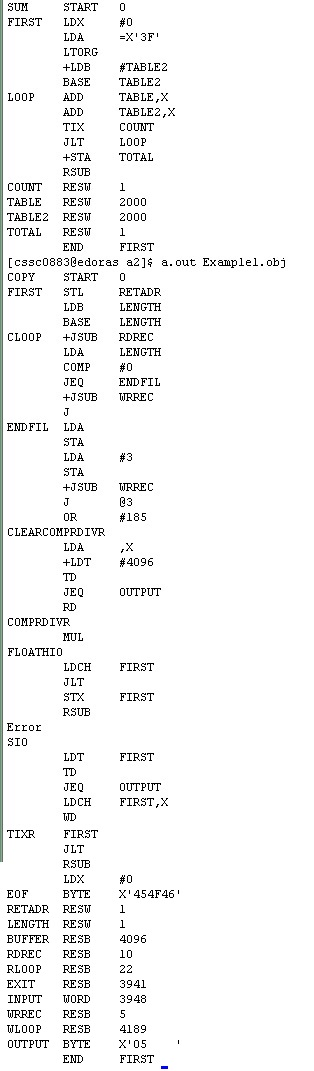 SUM START 0
FIRST LDX #0
LDA =X'3F'
LTORG
+LDB #TABLE2
BASE TABLE2
LOOP ADD TABLE,X
ADD TABLE2,X
TIX COUNT
JLT LOOP
+STA TOTAL
RSUB
COUNT RESW 1
TABLE RESW 2000
TABLE2 RESW 2000
TOTAL RESW 1
END FIRST
[cssc0883@edoras a2]$ a.out Example1.obj
COPY START 0
FIRST STL RETADR
LDB LENGTH
BASE LENGTH
CLOOP +JSUB RDREC
LDA LENGTH
COMP #0
JEQ ENDFIL
+JSUB WRREC
J
ENDFIL LDA
STA
LDA #3
STA
+JSUB WRREC
J @3
OR #185
CLEARCOMPRDIVR
LDA ,X
+LDT #4096
TD
JEQ OUTPUT
RD
COMPRDIVR
MUL
FLOATHIO
LDCH FIRST
JLT
STX FIRST
RSUB
Error
SIO
LDT FIRST
TD
JEQ OUTPUT
LDCH FIRST,X
WD
TIXR FIRST
JLT
RSUB
LDX #0
EOF BYTE X'454F46'
RETADR RESW 1
LENGTH RESW 1
BUFFER RESB 4096
RDREC RESB 10
RLOOP RESB 22
EXIT RESB 3941
INPUT WORD 3948
WRREC RESB 5
WLOOP RESB 4189
OUTPUT BYTE X'05 '
END FIRST